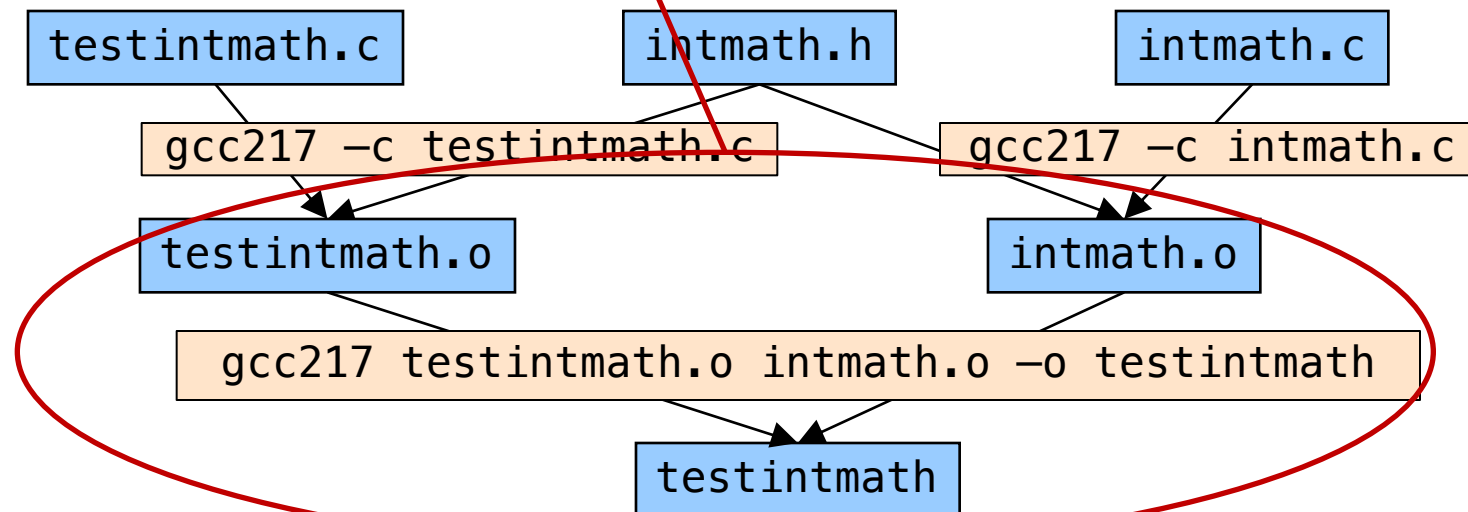 testintmath.c
intmath.h
intmath.c
gcc217 –c testintmath.c
gcc217 –c intmath.c
testintmath.o
intmath.o
gcc217 testintmath.o intmath.o –o testintmath
testintmath